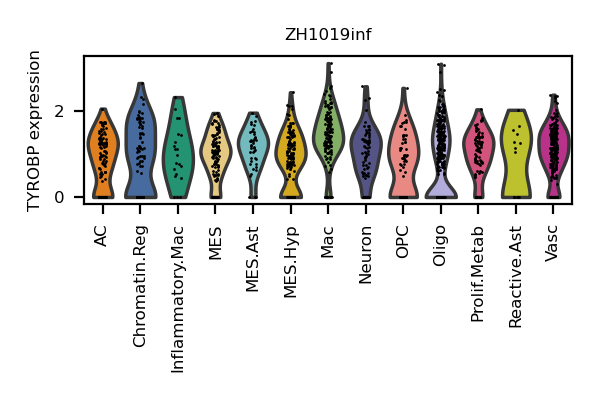 ZH1019inf
TYROBP expression
2
0
AC
Chromatin.Reg
Inflammatory.Mac
MES
MES.Ast
MES.Hyp
Mac
Neuron
OPC
Oligo
Prolif.Metab
Reactive.Ast
Vasc